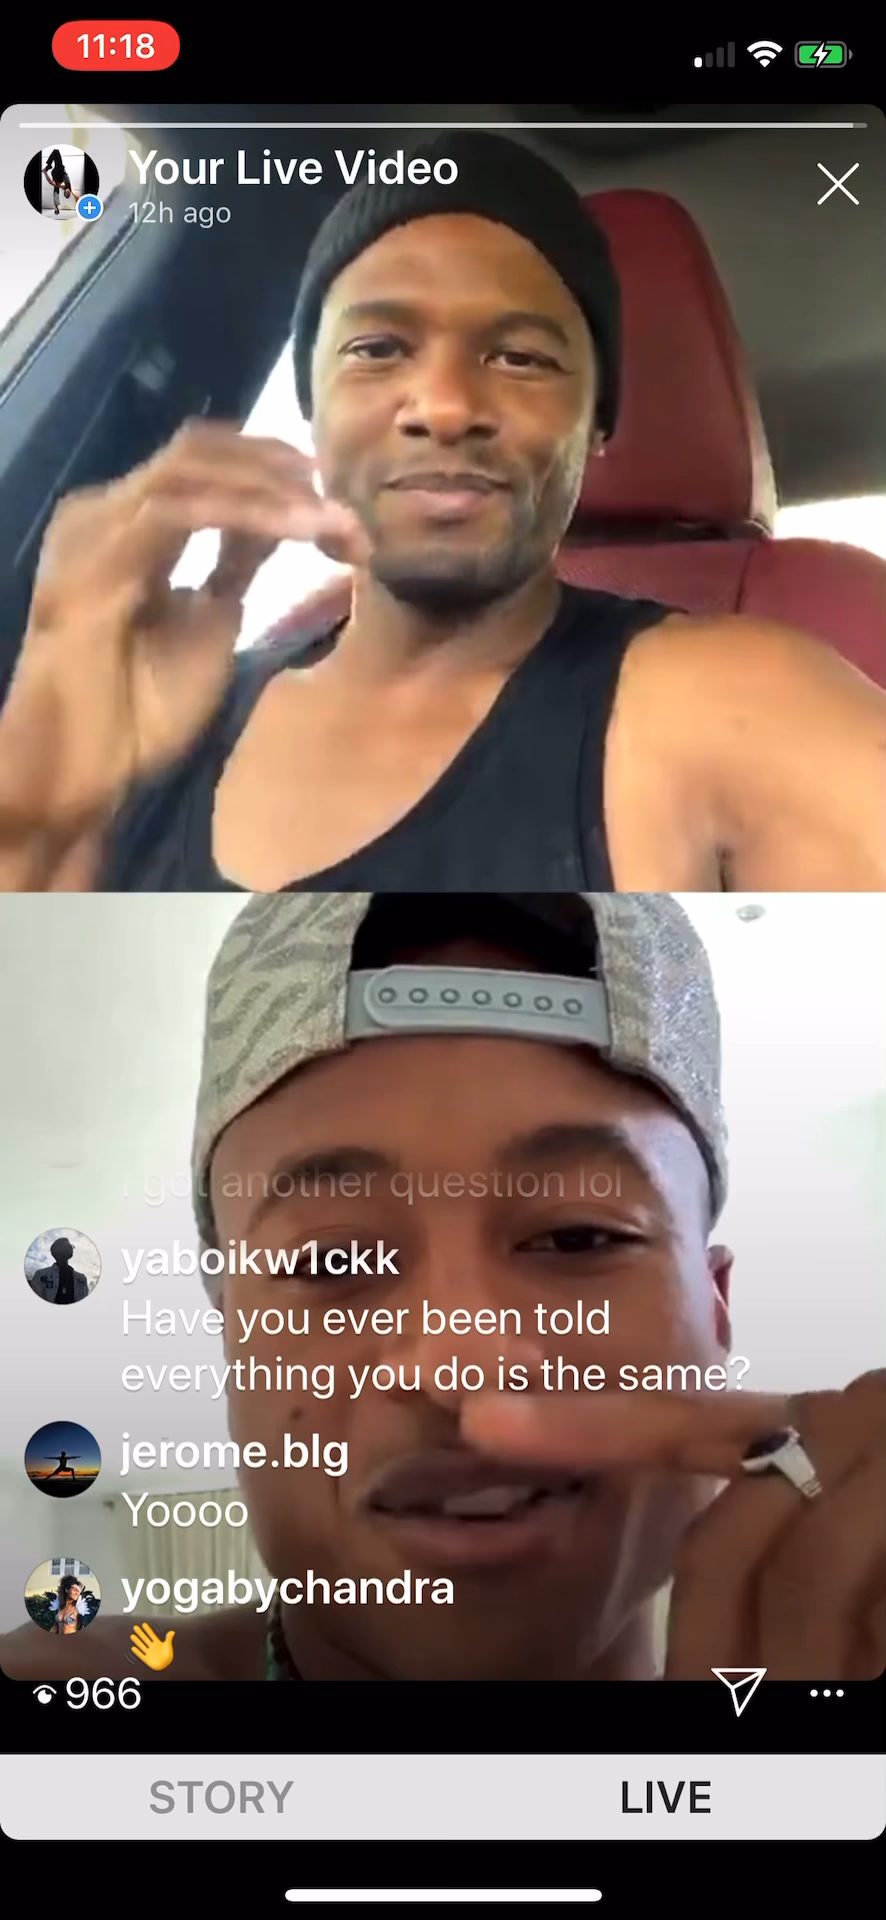 11:18
Your Live Video
12h ago
I got another question lol
yaboikw1ckk
Have you ever been told
everything you do is the same?
jerome.blg
Yoooo
yogabychandra
👋
966
STORY
LIVE